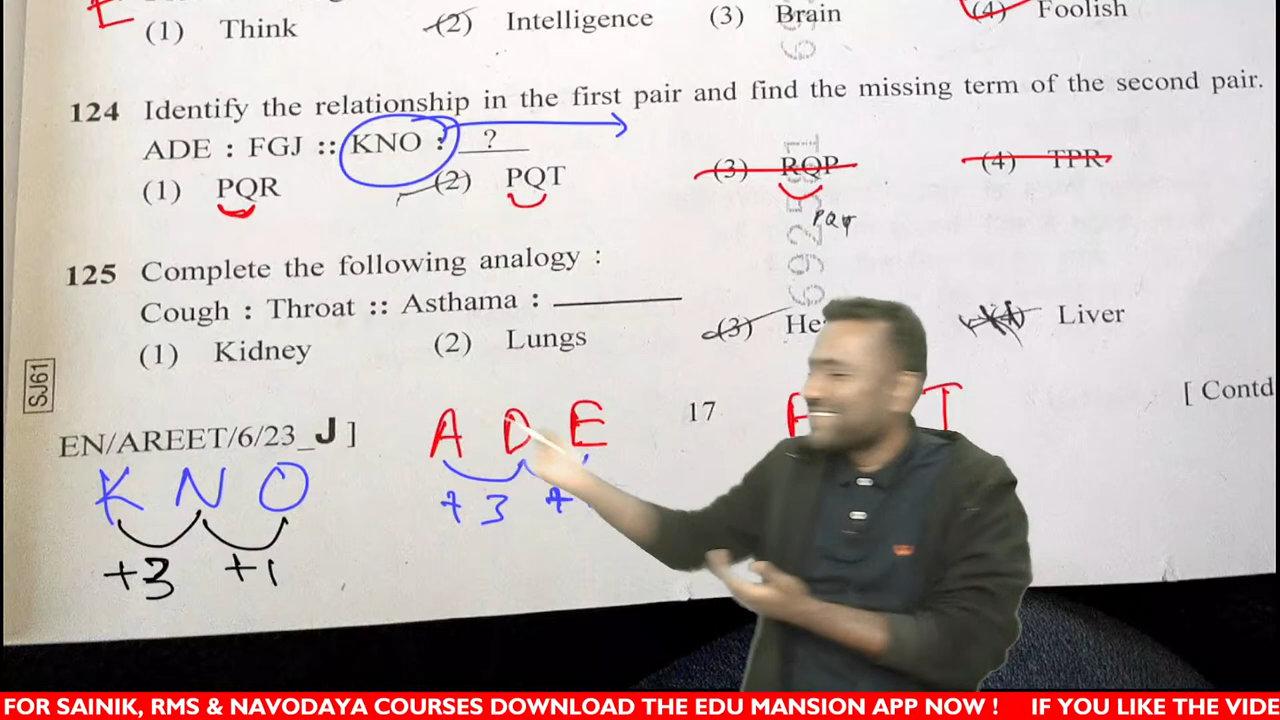 (1) Think (2) Intelligence (3) Brain (4) Foolish
124 Identify the relationship in the first pair and find the missing term of the second pair.
ADE : FGJ :: KNO : ?
(1) PQR (2) PQT (3) RQP (4) TPR
PQT
125 Complete the following analogy :
Cough : Throat :: Asthama :
(1) Kidney (2) Lungs (3) He (4) Liver
692501
SJ61
EN/AREET/6/23_J ] 17 [ Contd
A D E
+3 +
K N O
+3 +1
FOR SAINIK, RMS & NAVODAYA COURSES DOWNLOAD THE EDU MANSION APP NOW ! IF YOU LIKE THE VIDE